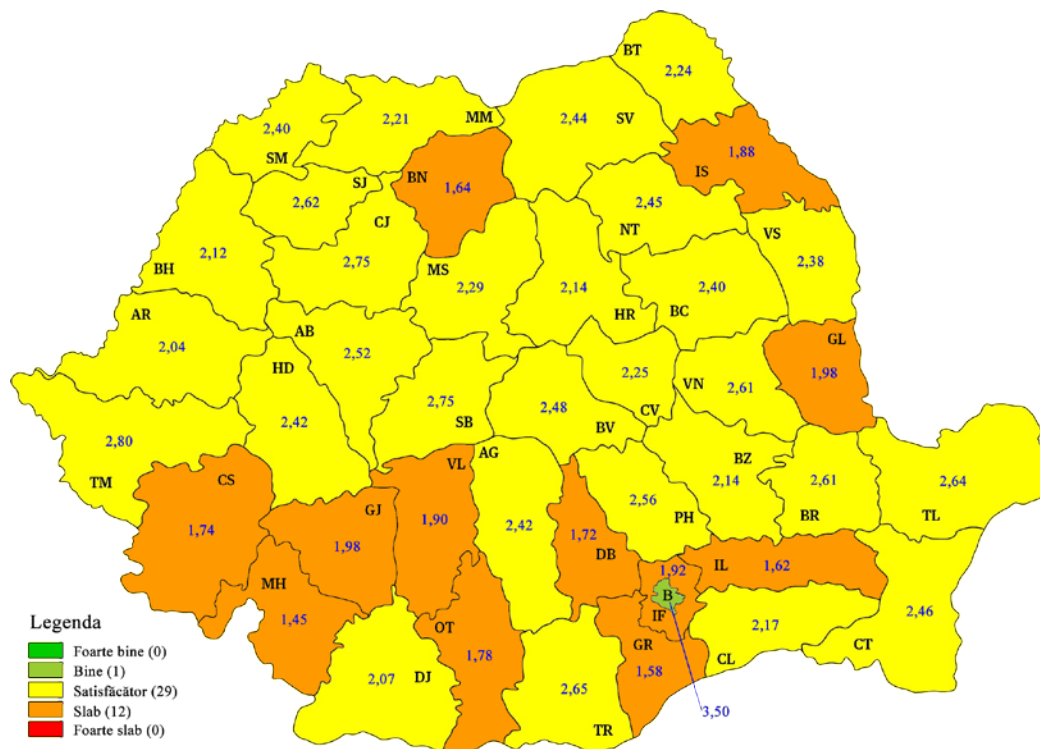 BT
2,24
2,40
SM
2,21
MM
2,44
SV
1,88
IS
BN
1,64
SJ
2,62
CJ
2,75
2,45
NT
VS
2,38
2,12
BH
MS
2,29
2,14
HR
2,40
BC
AR
2,04
AB
2,52
HD
2,42
2,75
SB
2,48
BV
2,25
CV
VN
2,61
GL
1,98
2,80
TM
CS
1,74
GJ
1,98
VL
1,90
AG
2,42
1,72
DB
2,56
PH
BZ
2,14
2,61
BR
2,64
TL
MH
1,45
OT
1,78
2,07
DJ
2,65
TR
1,92
B
IF
GR
1,58
3,50
IL
1,62
2,17
CL
2,46
CT
Legenda
Foarte bine (0)
Bine (1)
Satisfăcător (29)
Slab (12)
Foarte slab (0)